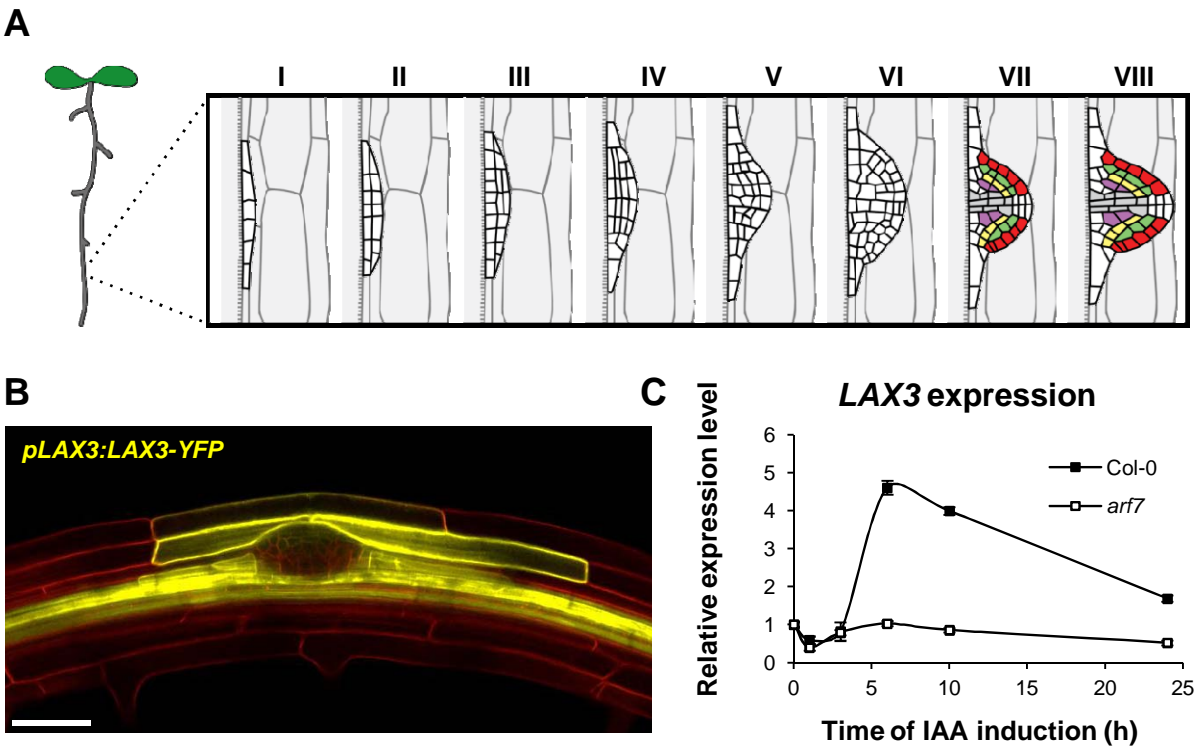 A
I II III IV V VI VII VIII
B
pLAX3:LAX3-YFP
C
LAX3 expression
Relative expression level
6
5
4
3
2
1
0
Col-0
arf7
0 5 10 15 20 25
Time of IAA induction (h)